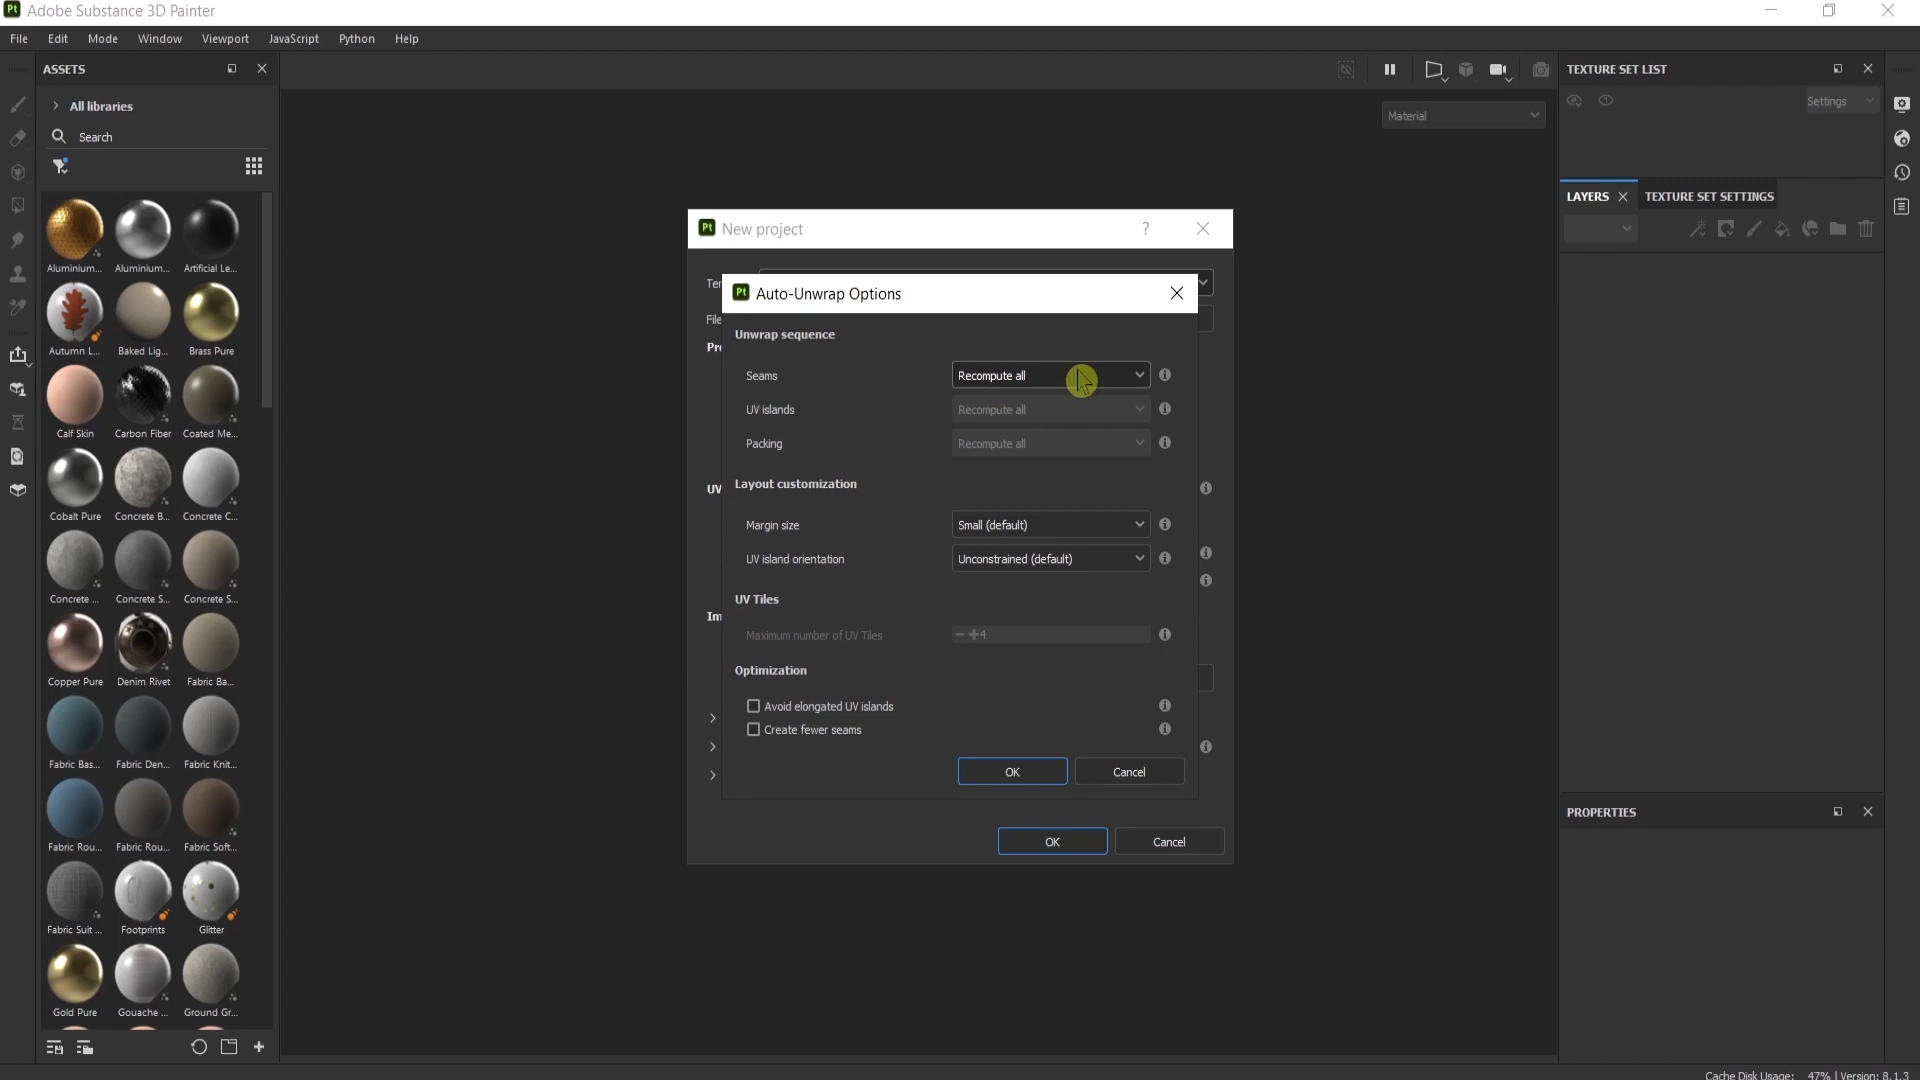 Pt Adobe Substance 3D Painter
File Edit Mode Window Viewport JavaScript Python Help
ASSETS
All libraries
Search
Aluminium... Aluminium... Artificial Le...
Autumn L... Baked Lig... Brass Pure
Calf Skin Carbon Fiber Coated Me...
Cobalt Pure Concrete B... Concrete C...
Concrete ... Concrete S... Concrete S...
Copper Pure Denim Rivet Fabric Ba...
Fabric Bas... Fabric Den... Fabric Knit...
Fabric Rou... Fabric Rou... Fabric Soft...
Fabric Suit ... Footprints Glitter
Gold Pure Gouache ... Ground Gr...
Material
Pt New project ?
Pt Auto-Unwrap Options
Unwrap sequence
Seams Recompute all
UV islands Recompute all
Packing Recompute all
Layout customization
Margin size Small (default)
UV island orientation Unconstrained (default)
UV Tiles
Maximum number of UV Tiles 4
Optimization
Avoid elongated UV islands
Create fewer seams
OK Cancel
OK Cancel
UV
TEXTURE SET LIST
Settings
LAYERS TEXTURE SET SETTINGS
PROPERTIES
Cache Disk Usage: 47% | Version: 8.1.3